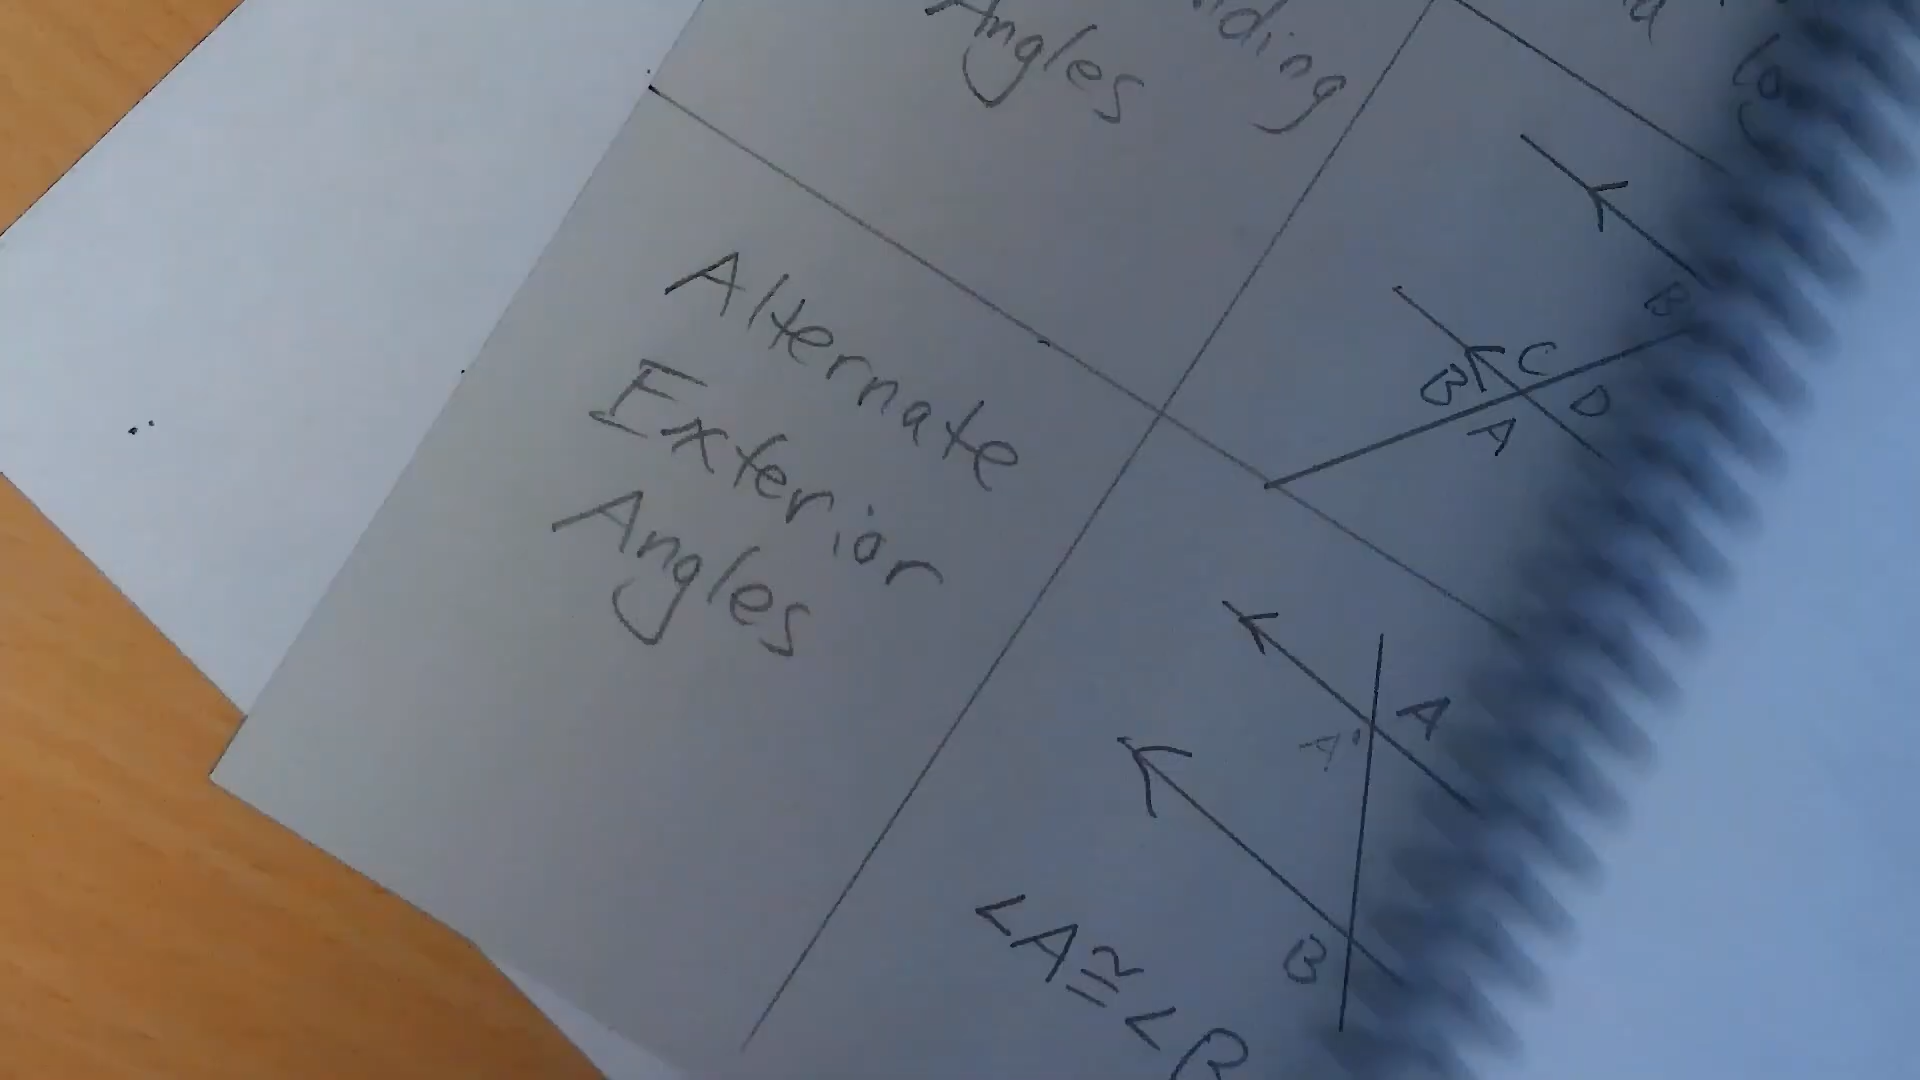 Angles
B
C
B
D
A
Alternate
Exterior
Angles
A
A'
B
<A ≅ <B